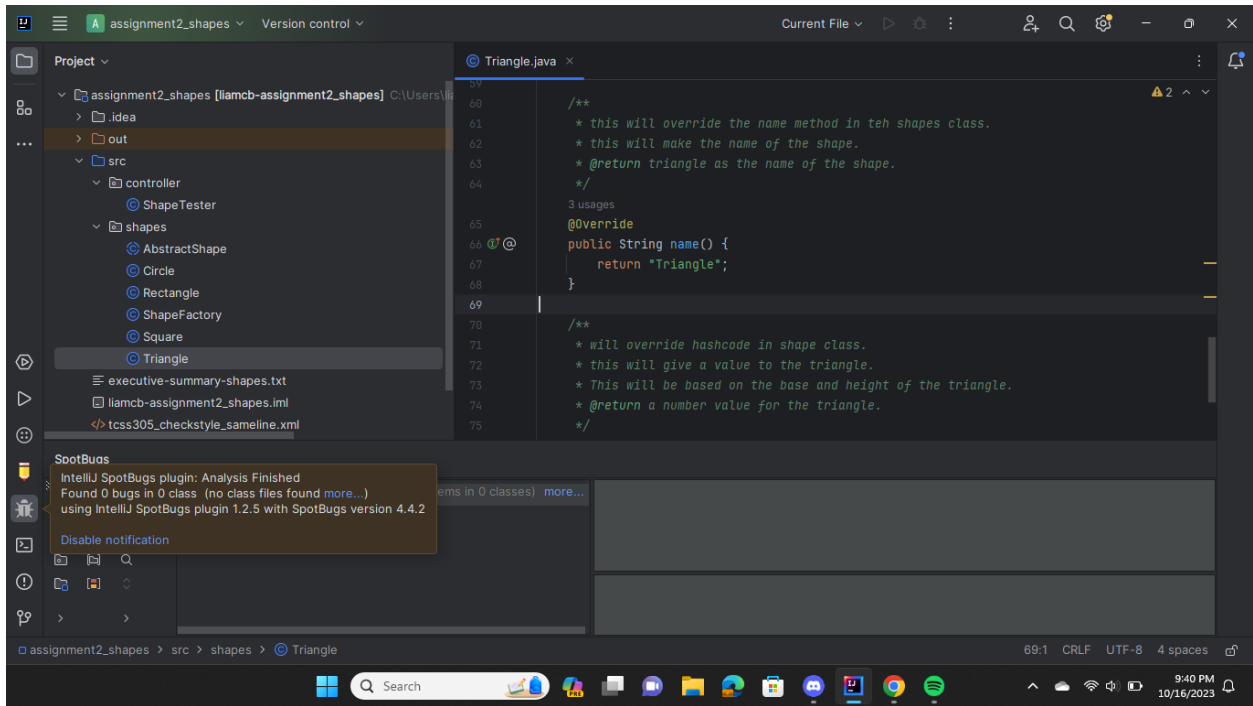 A assignment2_shapes Version control Current File
Project
Triangle.java
assignment2_shapes [liamcb-assignment2_shapes] C:\Users\
.idea
out
src
controller
ShapeTester
shapes
AbstractShape
Circle
Rectangle
ShapeFactory
Square
Triangle
executive-summary-shapes.txt
liamcb-assignment2_shapes.iml
</> tcss305_checkstyle_sameline.xml
2
59
60 /**
61 * this will override the name method in teh shapes class.
62 * this will make the name of the shape.
63 * @return triangle as the name of the shape.
64 */
3 usages
65 @Override
66 public String name() {
67 return "Triangle";
68 }
69
70 /**
71 * will override hashcode in shape class.
72 * this will give a value to the triangle.
73 * This will be based on the base and height of the triangle.
74 * @return a number value for the triangle.
75 */
SpotBugs
IntelliJ SpotBugs plugin: Analysis Finished
Found 0 bugs in 0 class (no class files found more...)
using IntelliJ SpotBugs plugin 1.2.5 with SpotBugs version 4.4.2
Disable notification
ems in 0 classes) more...
assignment2_shapes > src > shapes > Triangle 69:1 CRLF UTF-8 4 spaces
Search
PRE
9:40 PM
10/16/2023